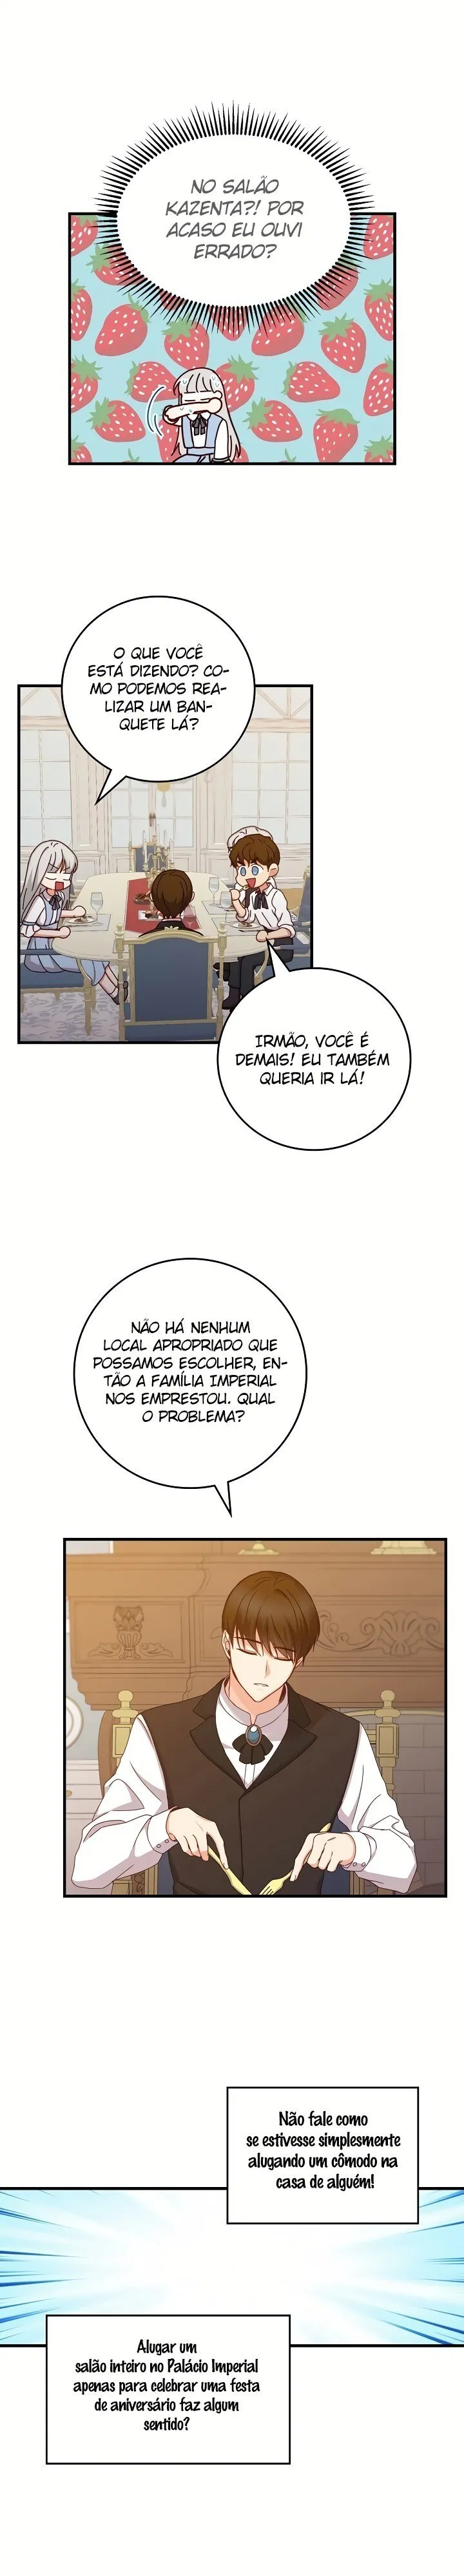 NO SALÃO
KAZENTA?! POR
ACASO EU OUVI
ERRADO?
O QUE VOCÊ
ESTÁ DIZENDO? CO-
MO PODEMOS REA-
LIZAR UM BAN-
QUETE LÁ?
IRMÃO, VOCÊ É
DEMAIS! EU TAMBÉM
QUERIA IR LÁ!
NÃO HÁ NENHUM
LOCAL APROPRIADO QUE
POSSAMOS ESCOLHER, EN-
TÃO A FAMÍLIA IMPERIAL
NOS EMPRESTOU. QUAL
O PROBLEMA?
Não fale como
se estivesse simplesmente
alugando um cômodo na
casa de alguém!
Alugar um
salão inteiro no Palácio Imperial
apenas para celebrar uma festa
de aniversário faz algum
sentido?